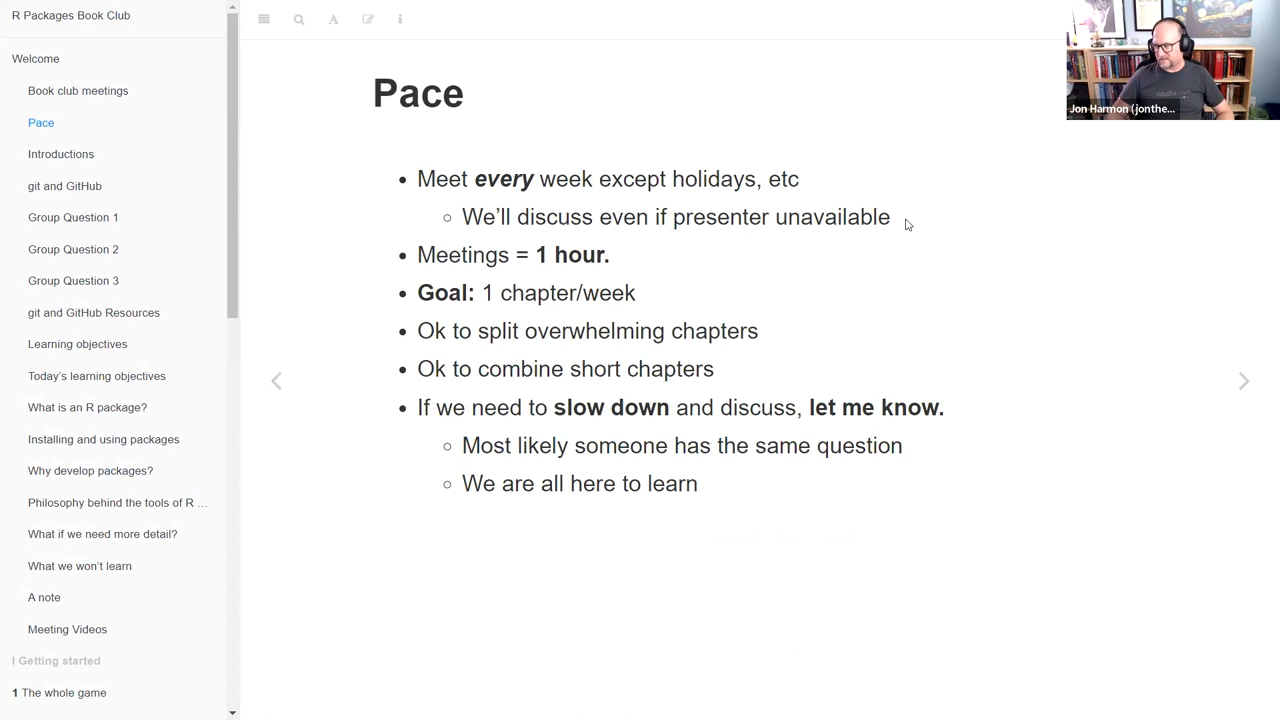 R Packages Book Club
Welcome
Book club meetings
Pace
Introductions
git and GitHub
Group Question 1
Group Question 2
Group Question 3
git and GitHub Resources
Learning objectives
Today’s learning objectives
What is an R package?
Installing and using packages
Why develop packages?
Philosophy behind the tools of R …
What if we need more detail?
What we won’t learn
A note
Meeting Videos
I Getting started
1 The whole game
Pace
Meet every week except holidays, etc
We’ll discuss even if presenter unavailable
Meetings = 1 hour.
Goal: 1 chapter/week
Ok to split overwhelming chapters
Ok to combine short chapters
If we need to slow down and discuss, let me know.
Most likely someone has the same question
We are all here to learn
rstudio::conf
Jon Harmon (jonthe...